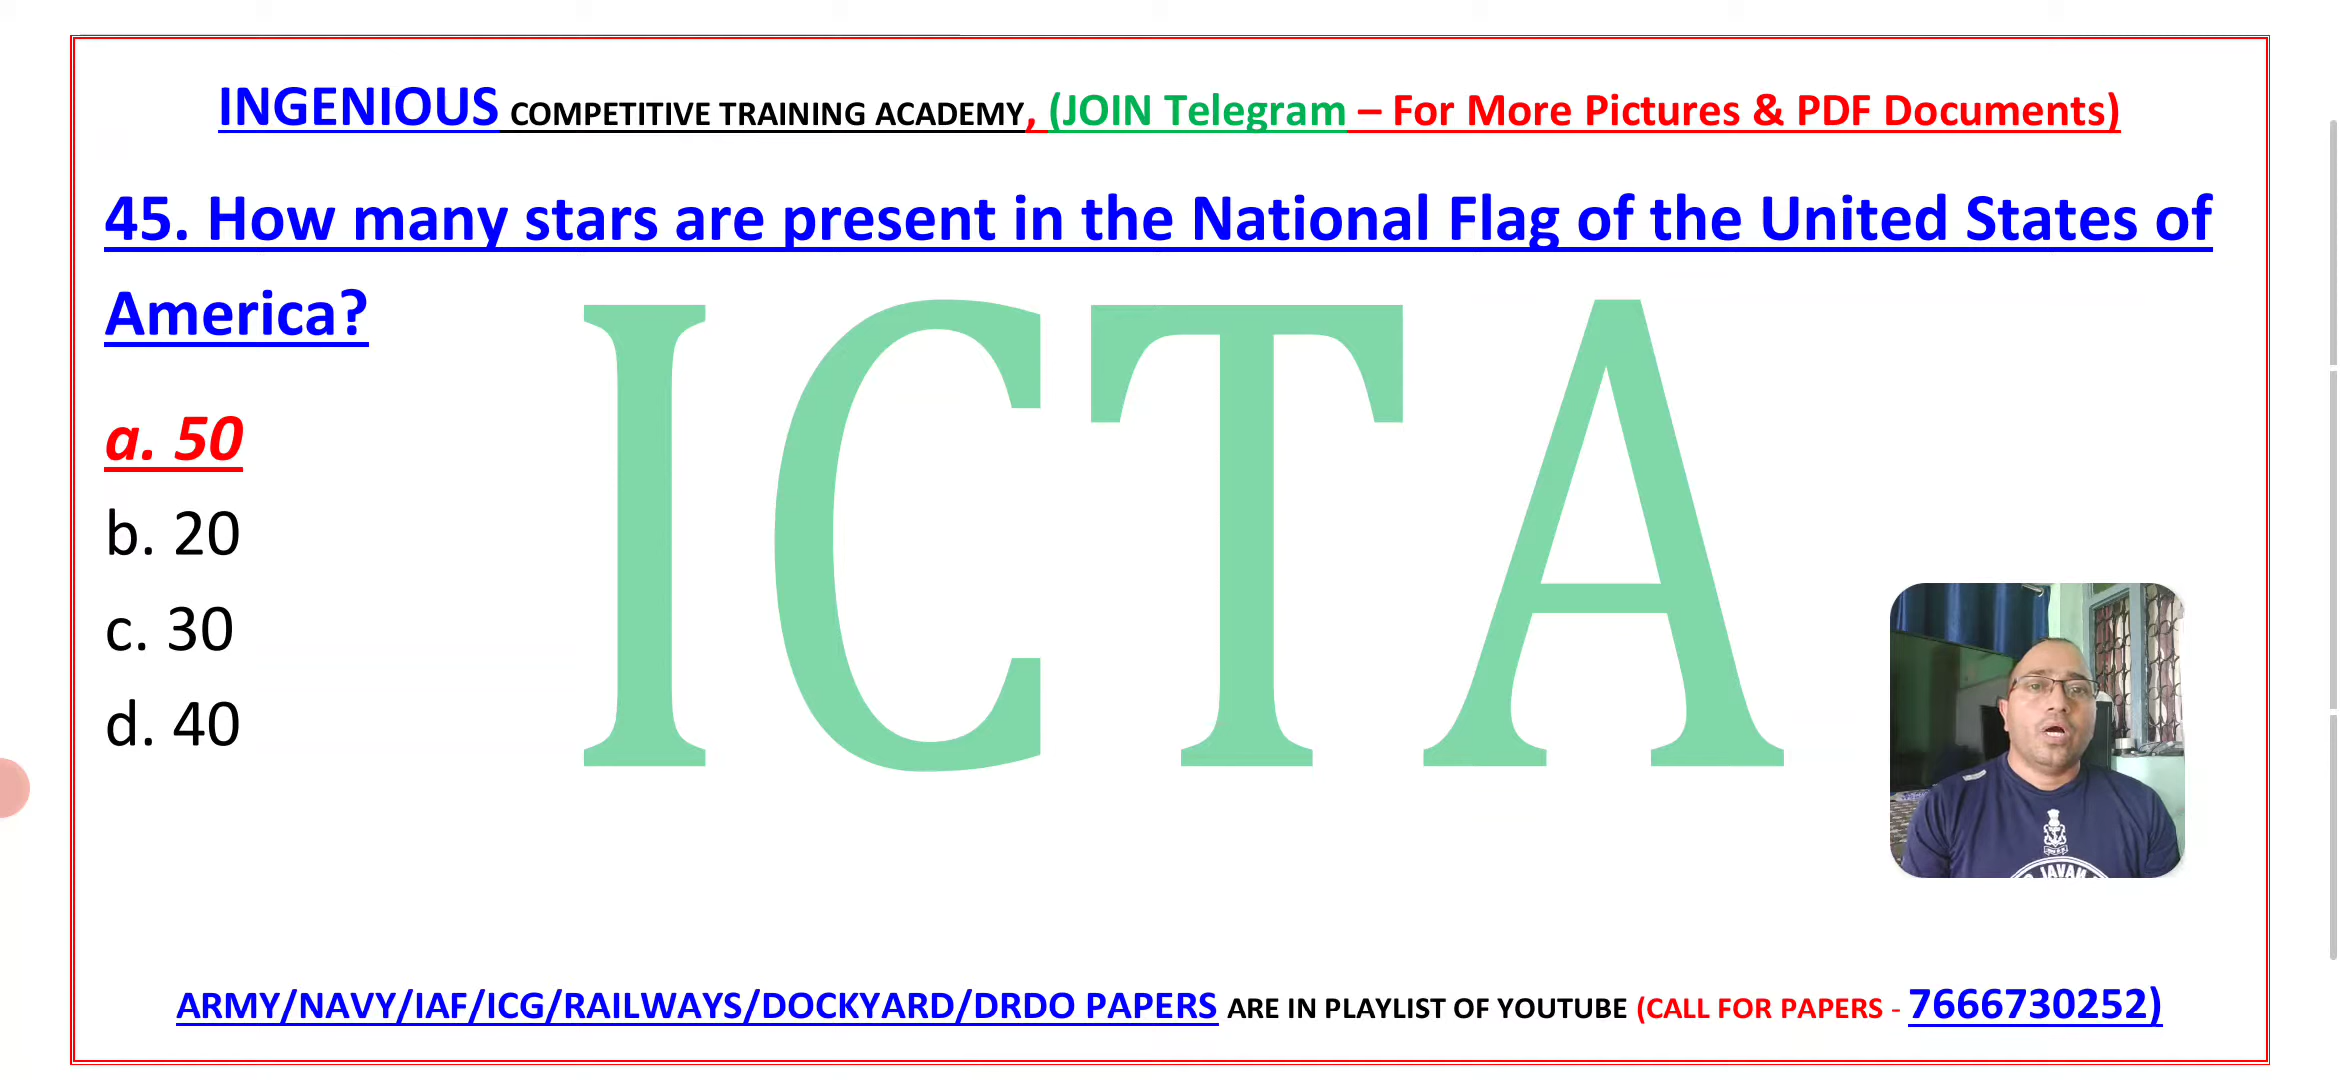 INGENIOUS COMPETITIVE TRAINING ACADEMY, (JOIN Telegram – For More Pictures & PDF Documents)
45. How many stars are present in the National Flag of the United States of
America?
ICTA
a. 50
b. 20
c. 30
d. 40
ARMY/NAVY/IAF/ICG/RAILWAYS/DOCKYARD/DRDO PAPERS ARE IN PLAYLIST OF YOUTUBE (CALL FOR PAPERS - 7666730252)